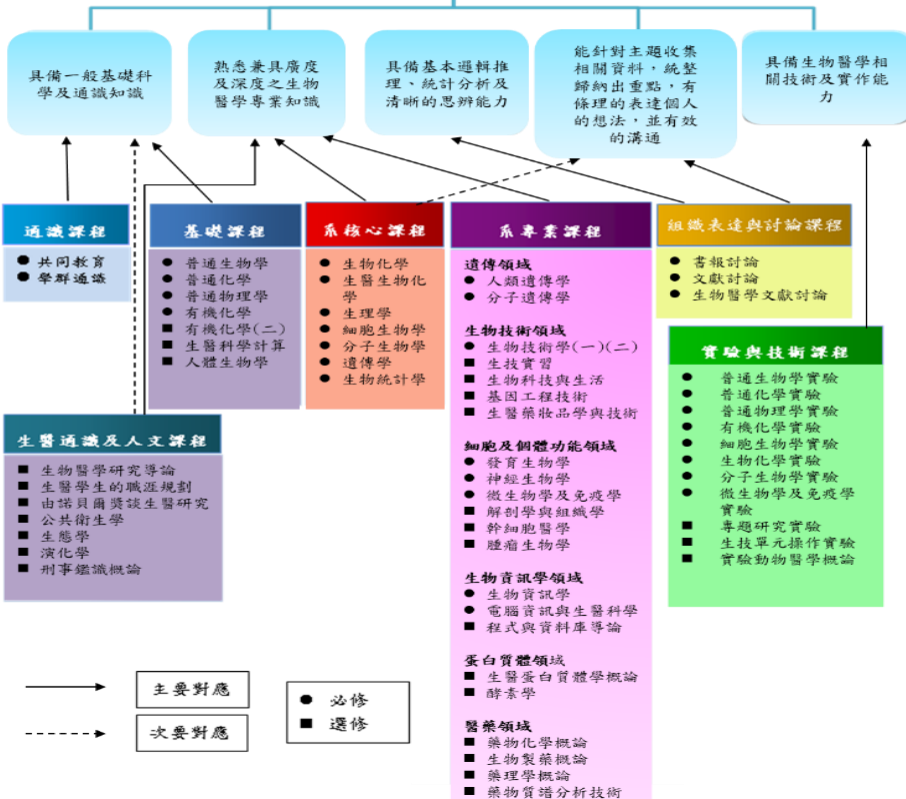 具備一般基礎科
學及通識知識
熟悉兼具廣度
及深度之生物
醫學專業知識
具備基本邏輯推
理、統計分析及
清晰的思辨能力
能針對主題收集
相關資料，統整
歸納出重點，有
條理的表達個人
的想法，並有效
的溝通
具備生物醫學相
關技術及實作能
力
通識課程
● 共同教育
● 學群通識
基礎課程
● 普通生物學
● 普通化學
● 普通物理學
● 有機化學
■ 有機化學(二)
■ 生醫科學計算
■ 人體生物學
系核心課程
● 生物化學
● 生醫生物化
學
● 生理學
● 細胞生物學
● 分子生物學
● 遺傳學
● 生物統計學
系專業課程
遺傳領域
● 人類遺傳學
● 分子遺傳學
生物技術領域
● 生物技術學(一)(二)
■ 生技實習
■ 生物科技與生活
■ 基因工程技術
■ 生醫藥妝品學與技術
細胞及個體功能領域
● 發育生物學
● 神經生物學
● 微生物學及免疫學
■ 解剖學與組織學
■ 幹細胞醫學
■ 腫瘤生物學
生物資訊學領域
● 生物資訊學
● 電腦資訊與生醫科學
■ 程式與資料庫導論
蛋白質體領域
■ 生醫蛋白質體學概論
■ 酵素學
醫藥領域
■ 藥物化學概論
■ 生物製藥概論
■ 藥理學概論
■ 藥物質譜分析技術
組織表達與討論課程
● 書報討論
● 文獻討論
■ 生物醫學文獻討論
實驗與技術課程
● 普通生物學實驗
● 普通化學實驗
● 普通物理學實驗
● 有機化學實驗
● 細胞生物學實驗
● 生物化學實驗
● 分子生物學實驗
● 微生物學及免疫學
實驗
■ 專題研究實驗
■ 生技單元操作實驗
■ 實驗動物醫學概論
生醫通識及人文課程
■ 生物醫學研究導論
■ 生醫學生的職涯規劃
■ 由諾貝爾獎談生醫研究
■ 公共衛生學
■ 生態學
■ 演化學
■ 刑事鑑識概論
主要對應
次要對應
● 必修
■ 選修